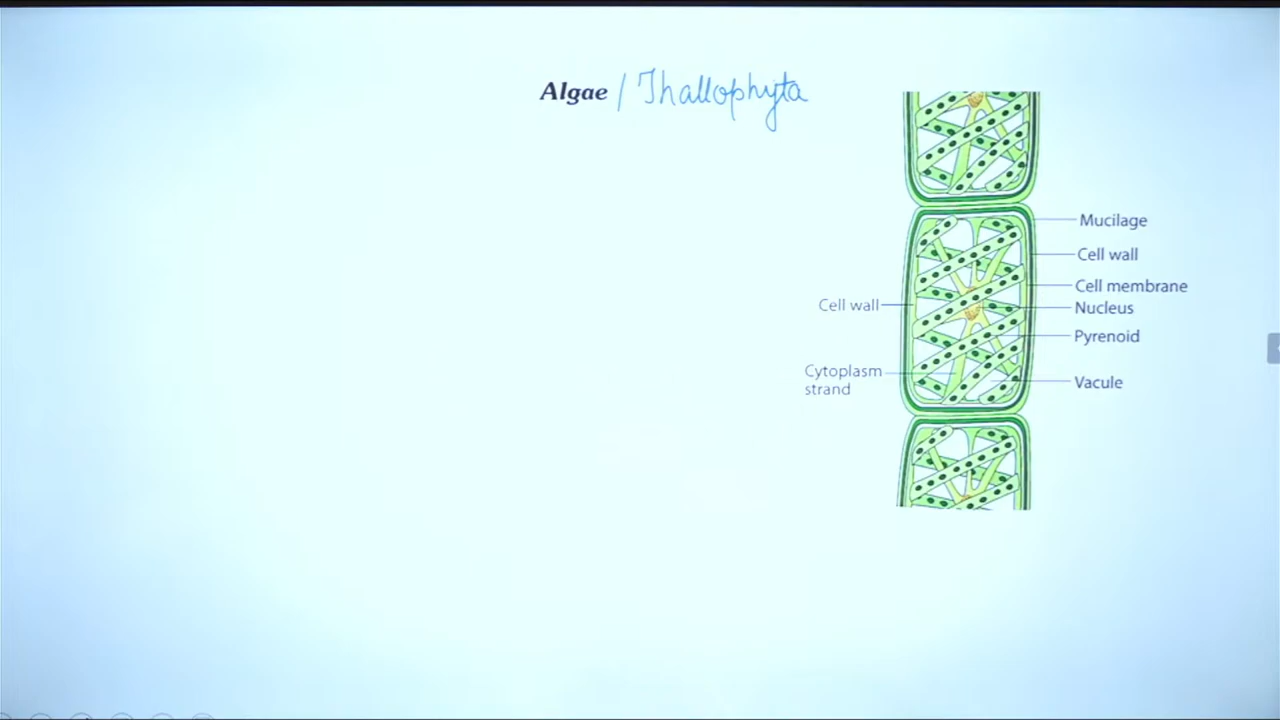 Algae / Thallophyta
Mucilage
Cell wall
Cell membrane
Cell wall
Nucleus
Pyrenoid
Cytoplasm
strand
Vacule